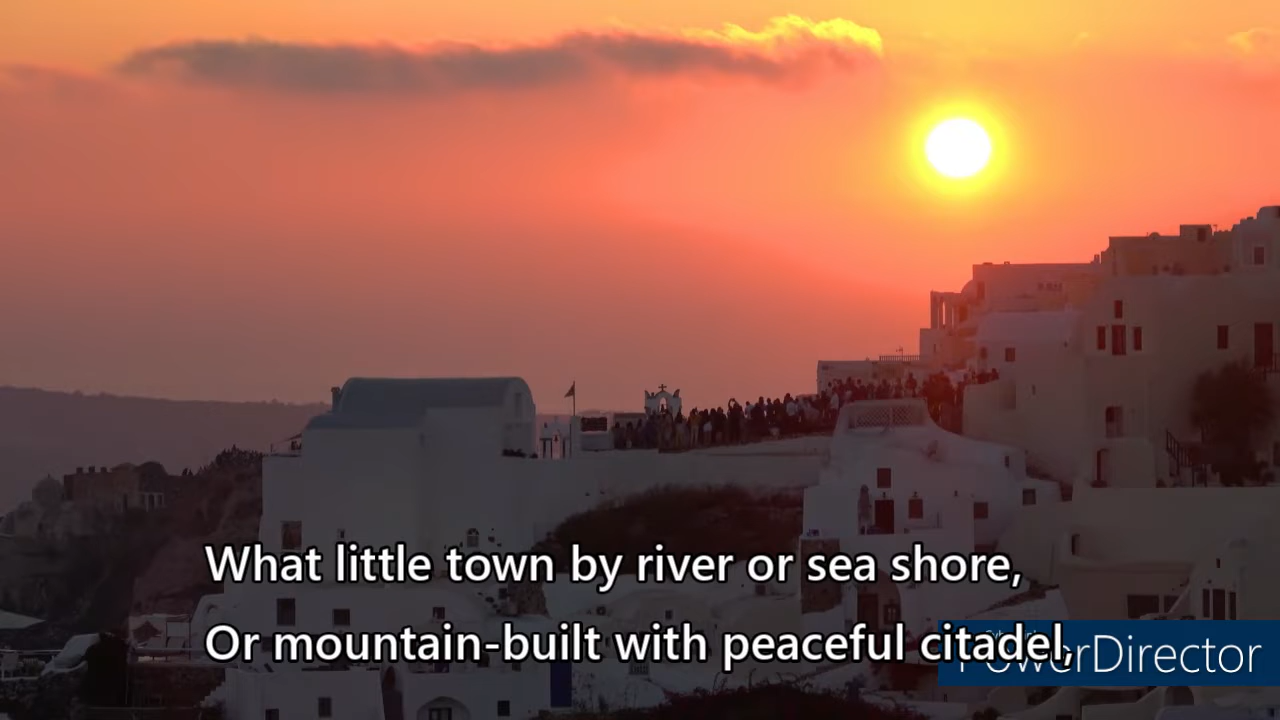 What little town by river or sea shore,
Or mountain-built with peaceful citadel,
PowerDirector